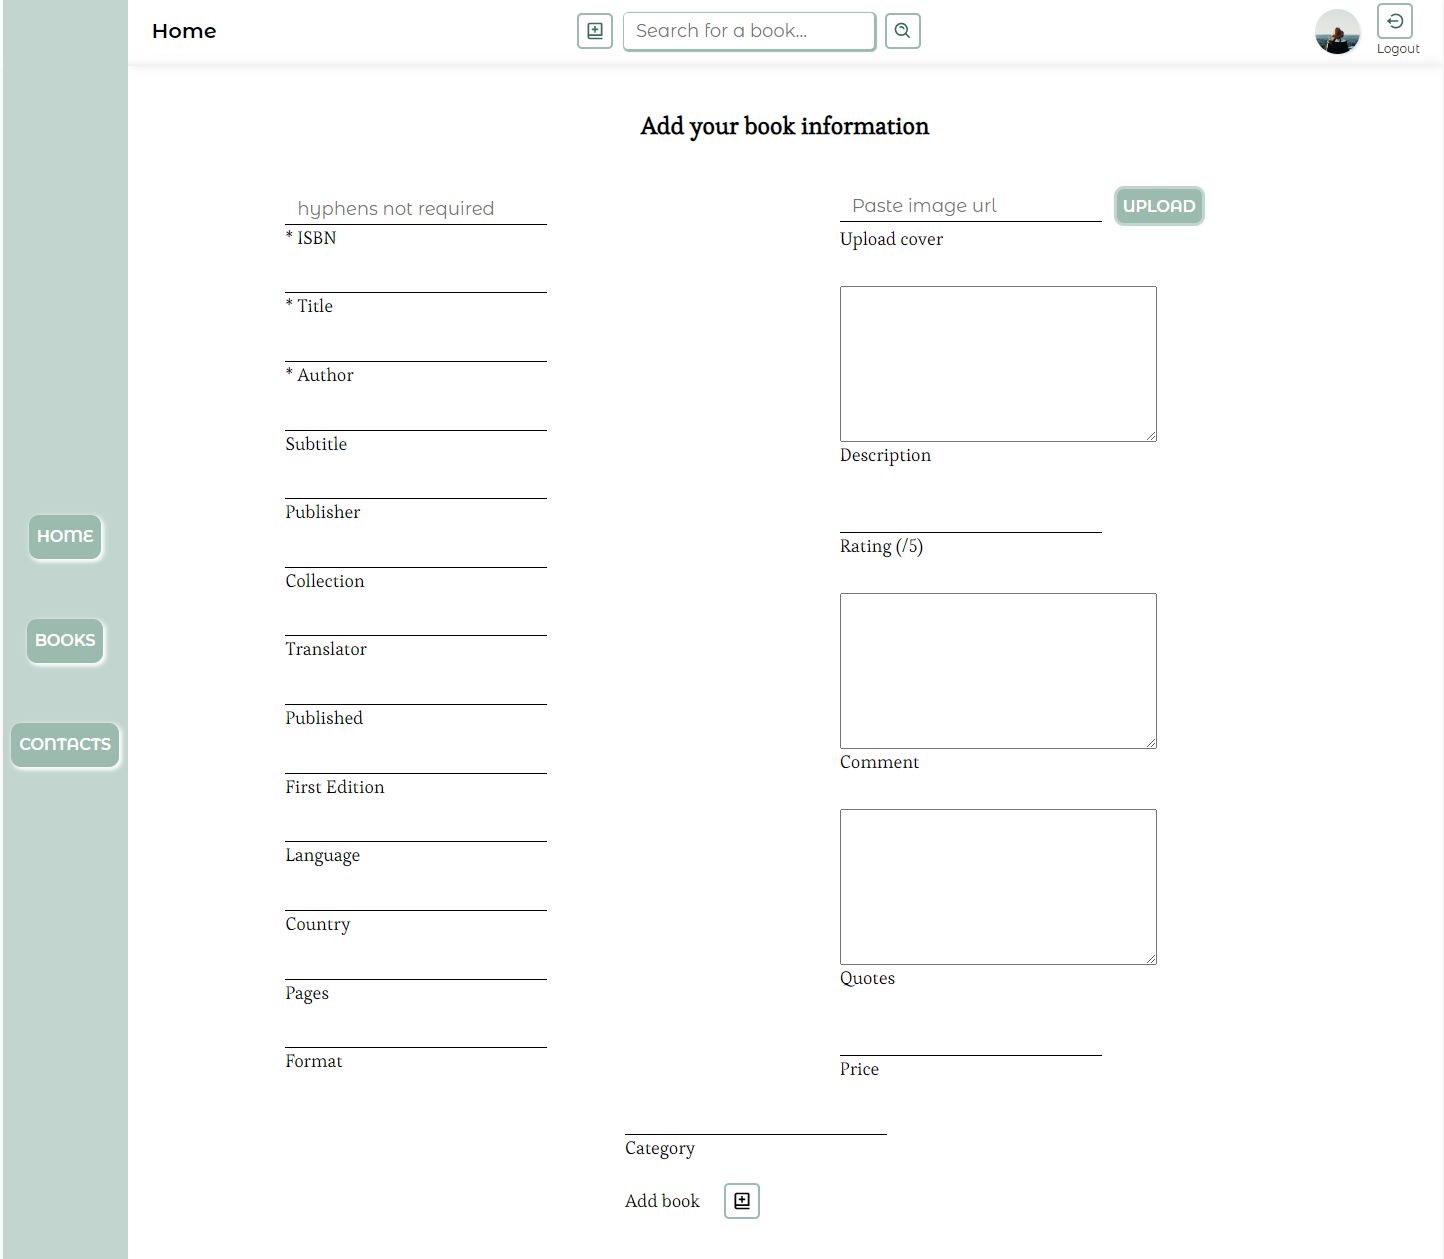 Home
Search for a book...
Logout
HOME
BOOKS
CONTACTS
Add your book information
hyphens not required
* ISBN
* Title
* Author
Subtitle
Publisher
Collection
Translator
Published
First Edition
Language
Country
Pages
Format
Paste image url
UPLOAD
Upload cover
Description
Rating (/5)
Comment
Quotes
Price
Category
Add book